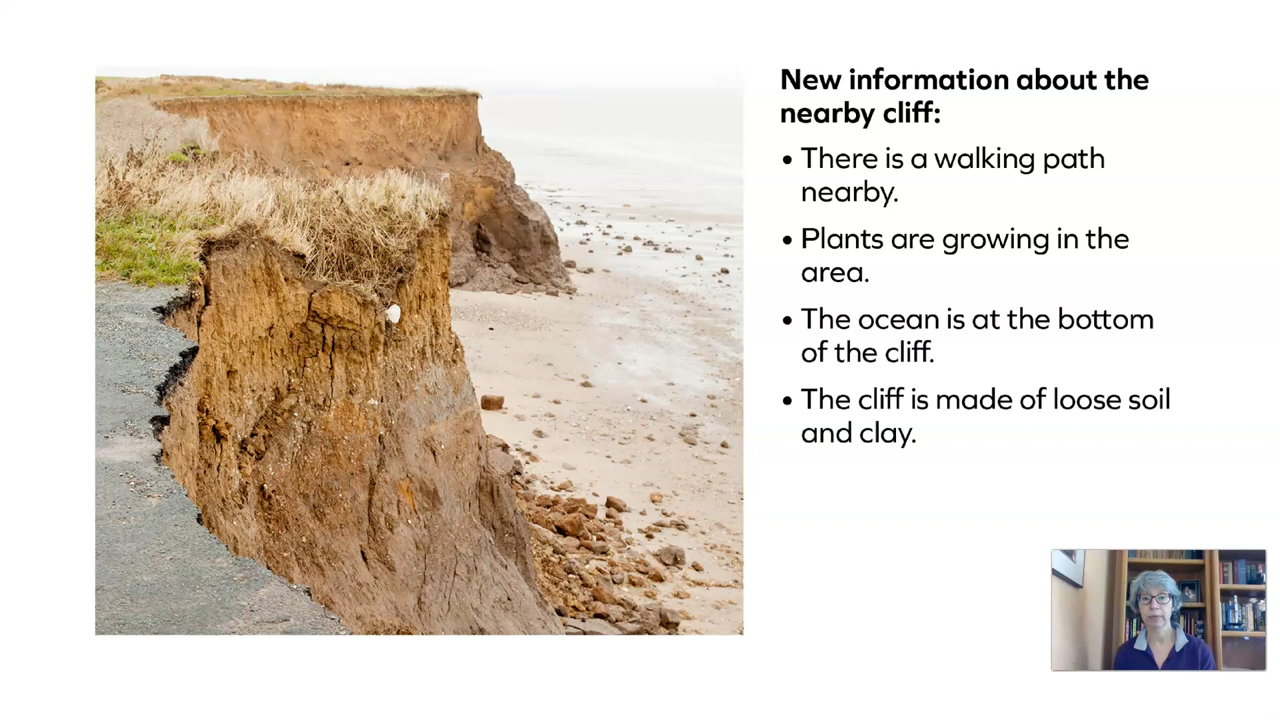 New information about the
nearby cliff:
• There is a walking path
nearby.
• Plants are growing in the
area.
• The ocean is at the bottom
of the cliff.
• The cliff is made of loose soil
and clay.